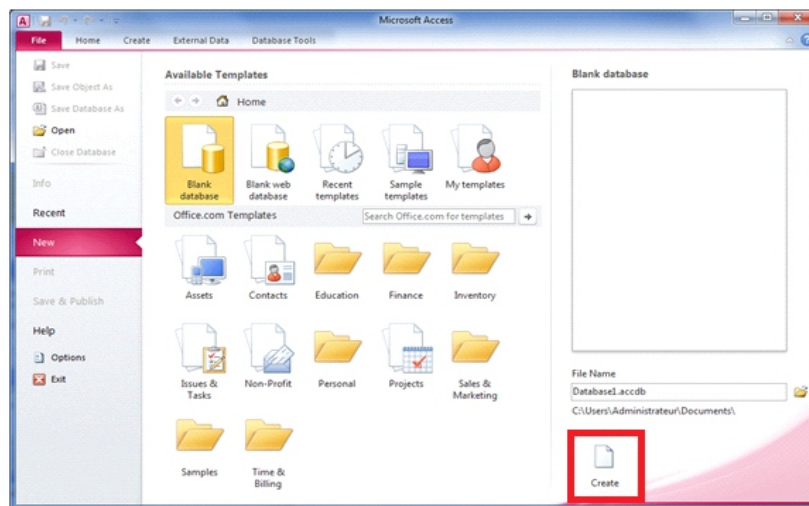 Microsoft Access
File Home Create External Data Database Tools
Save
Save Object As
Save Database As
Open
Close Database
Info
Recent
New
Print
Save & Publish
Help
Options
Exit
Available Templates
Home
Blank database
Blank web database
Recent templates
Sample templates
My templates
Office.com Templates
Search Office.com for templates
Assets
Contacts
Education
Finance
Inventory
Issues & Tasks
Non-Profit
Personal
Projects
Sales & Marketing
Samples
Time & Billing
Blank database
File Name
Database1.accdb
C:\Users\Administrateur\Documents\
Create